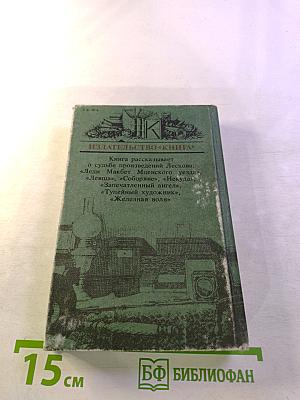 ИЗДАТЕЛЬСТВО «КНИГА»
Книга рассказывает
о судьбе произведений Лескова:
«Леди Макбет Мценского уезда»,
«Левша», «Соборяне», «Некуда»,
«Запечатленный ангел»,
«Тупейный художник»,
«Железная воля»
15 см
БФ БИБЛИОФАН